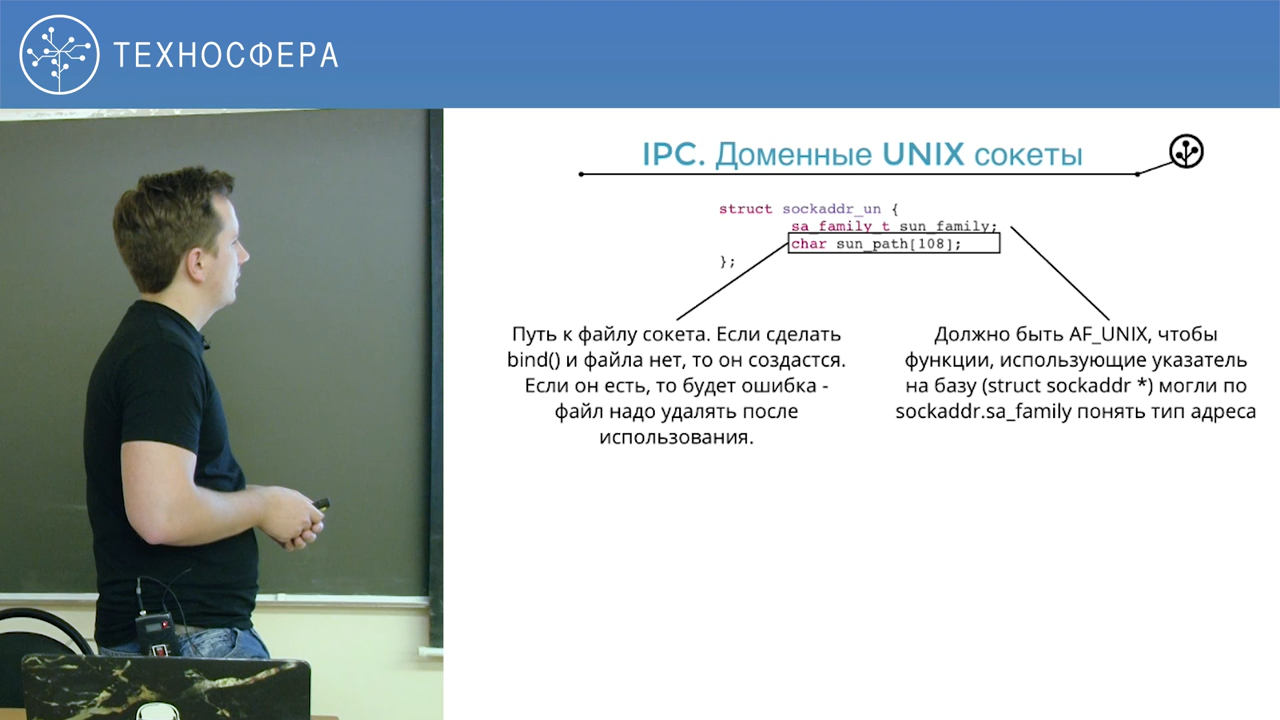 ТЕХНОСФЕРА
IPC. Доменные UNIX сокеты
struct sockaddr_un {
sa_family_t sun_family;
char sun_path[108];
};
Путь к файлу сокета. Если сделать
bind() и файла нет, то он создастся.
Если он есть, то будет ошибка -
файл надо удалять после
использования.
Должно быть AF_UNIX, чтобы
функции, использующие указатель
на базу (struct sockaddr *) могли по
sockaddr.sa_family понять тип адреса